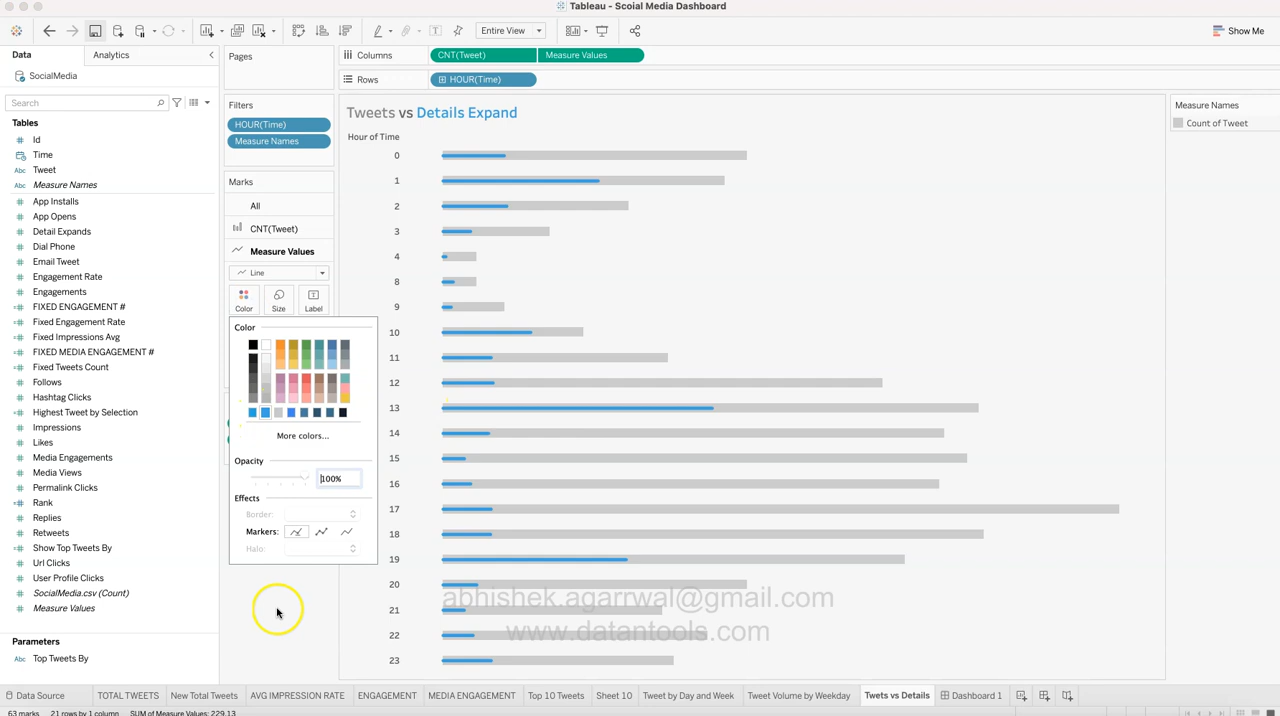 Tableau - Scoial Media Dashboard
Entire View
Show Me
Data
Analytics
SocialMedia
Search
Tables
Id
Time
Tweet
Measure Names
App Installs
App Opens
Detail Expands
Dial Phone
Email Tweet
Engagement Rate
Engagements
FIXED ENGAGEMENT #
Fixed Engagement Rate
Fixed Impressions Avg
FIXED MEDIA ENGAGEMENT #
Fixed Tweets Count
Follows
Hashtag Clicks
Highest Tweet by Selection
Impressions
Likes
Media Engagements
Media Views
Permalink Clicks
Rank
Replies
Retweets
Show Top Tweets By
Url Clicks
User Profile Clicks
SocialMedia.csv (Count)
Measure Values
Parameters
Top Tweets By
Pages
Filters
HOUR(Time)
Measure Names
Marks
All
CNT(Tweet)
Measure Values
Line
Color Size Label
Color
More colors...
Opacity
100%
Effects
Border:
Markers:
Halo:
Columns
CNT(Tweet)
Measure Values
Rows
HOUR(Time)
Tweets vs Details Expand
Hour of Time
0
1
2
3
4
8
9
10
11
12
13
14
15
16
17
18
19
20
21
22
23
abhishek.agarrwal@gmail.com
www.datantools.com
Measure Names
Count of Tweet
Data Source
TOTAL TWEETS
New Total Tweets
AVG IMPRESSION RATE
ENGAGEMENT
MEDIA ENGAGEMENT
Top 10 Tweets
Sheet 10
Tweet by Day and Week
Tweet Volume by Weekday
Twets vs Details
Dashboard 1
63 marks
21 rows by 1 column
SUM of Measure Values: 229.13